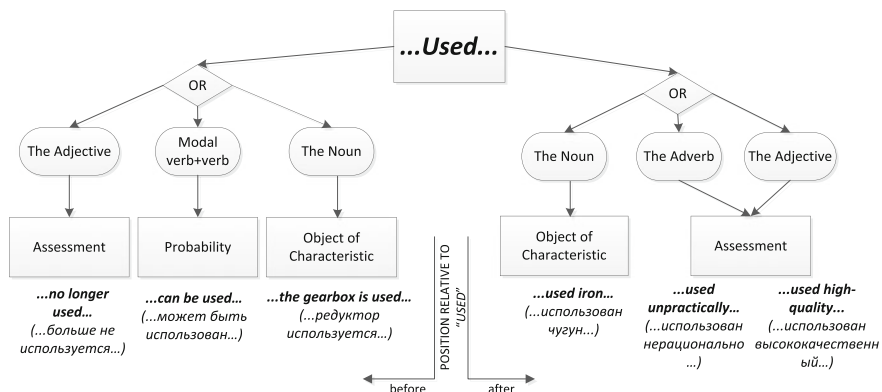 ...Used...
OR
OR
The Adjective
Modal
verb+verb
The Noun
The Noun
The Adverb
The Adjective
Assessment
Probability
Object of
Characteristic
Object of
Characteristic
Assessment
...no longer
used...
(...больше не
используется...)
...can be used...
(...может быть
использован...)
...the gearbox is used...
(...редуктор
используется...)
POSITION RELATIVE TO
“USED”
...used iron...
(...использован
чугун...)
...used
unpractically...
(...использован
нерационально
...)
...used high-
quality...
(...использован
высококачественн
ый...)
before
after